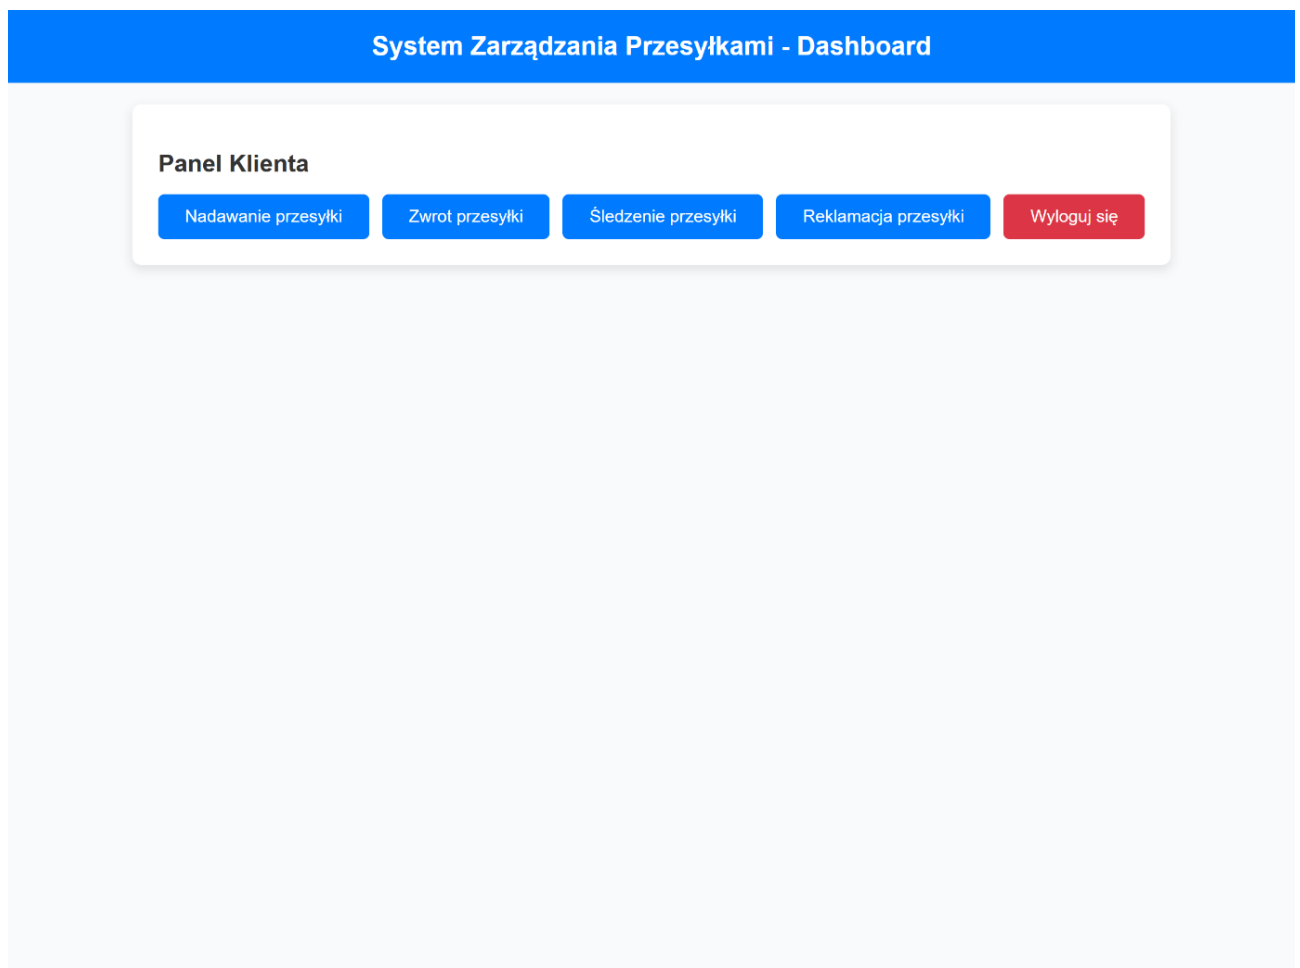 System Zarządzania Przesyłkami - Dashboard
Panel Klienta
Nadawanie przesyłki
Zwrot przesyłki
Śledzenie przesyłki
Reklamacja przesyłki
Wyloguj się